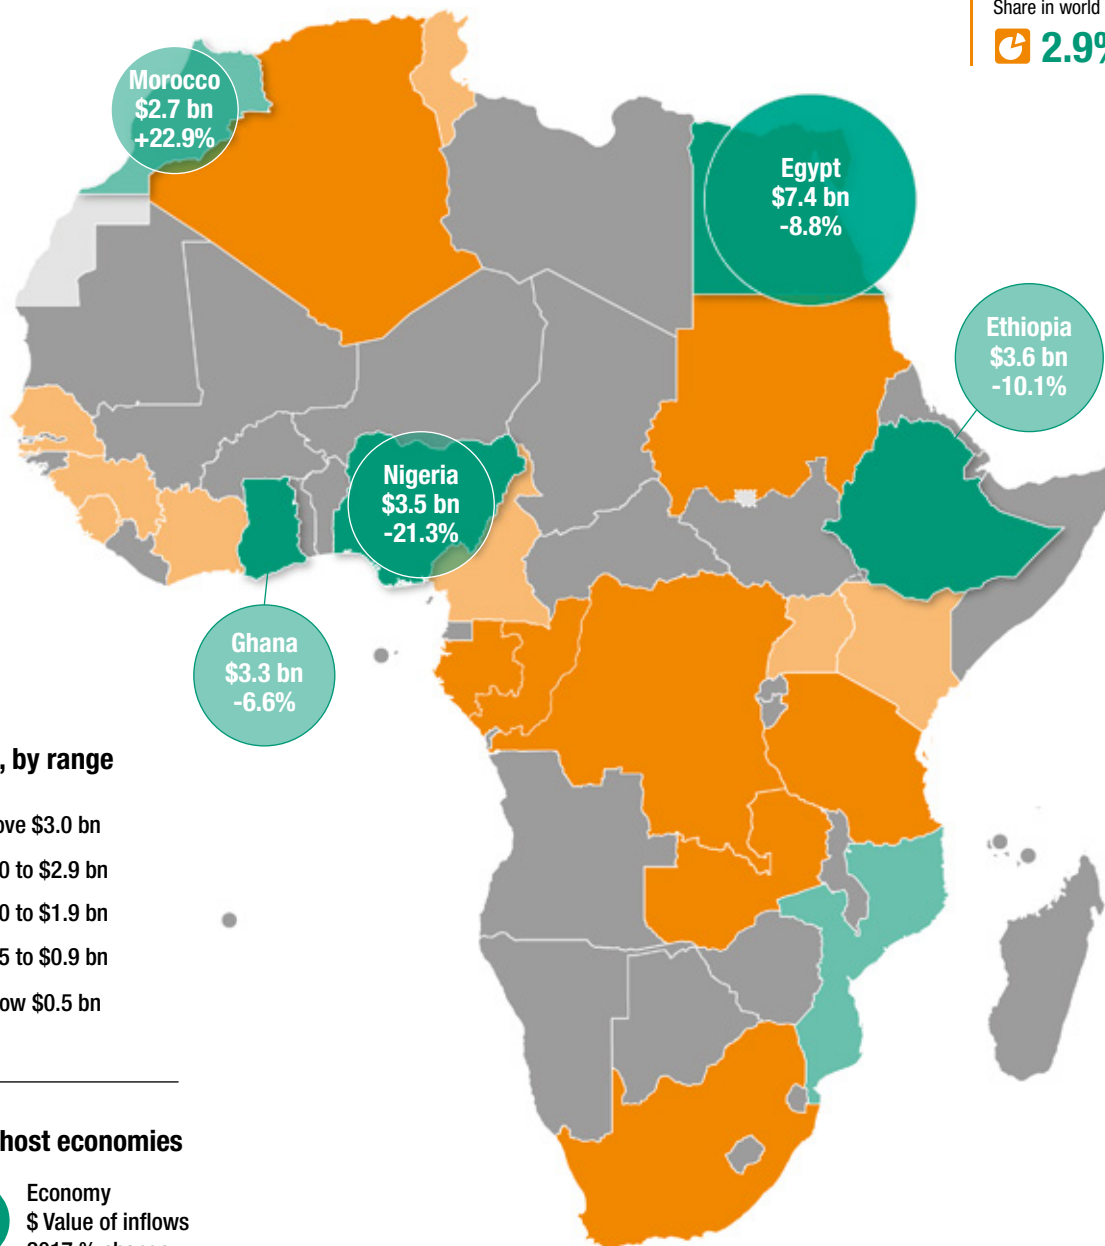 Share in world
2.9%
Morocco
$2.7 bn
+22.9%
Egypt
$7.4 bn
-8.8%
Ethiopia
$3.6 bn
-10.1%
Nigeria
$3.5 bn
-21.3%
Ghana
$3.3 bn
-6.6%
, by range
ove $3.0 bn
0 to $2.9 bn
0 to $1.9 bn
5 to $0.9 bn
ow $0.5 bn
host economies
Economy
$ Value of inflows